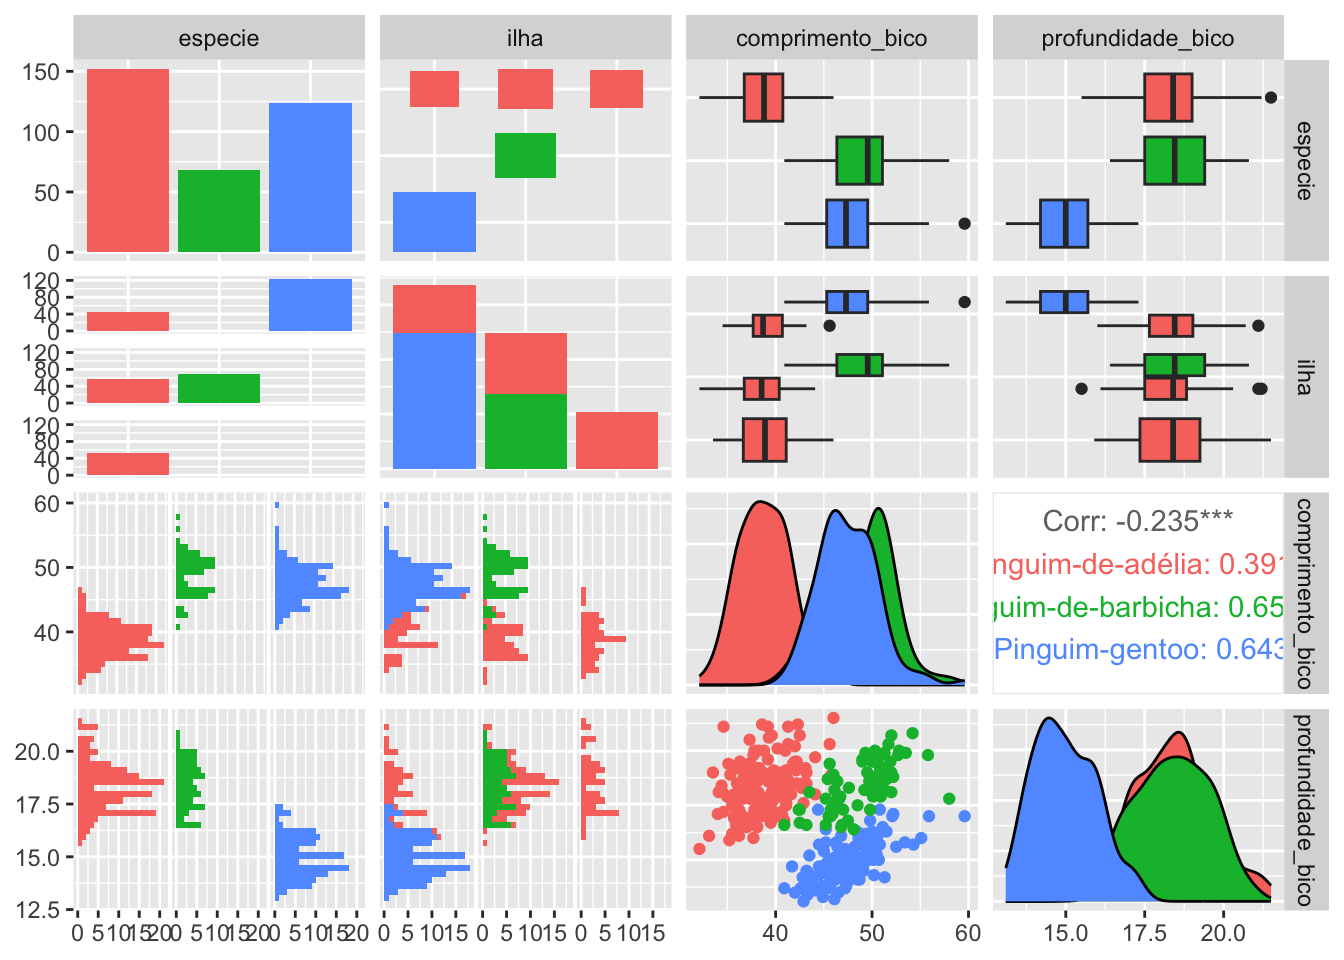 especie
ilha
comprimento_bico
profundidade_bico
150
100
50
0
especie
120
80
40
0
120
80
40
0
120
80
40
0
ilha
60
50
40
Corr: -0.235***
nguim-de-adélia: 0.391
guim-de-barbicha: 0.65
Pinguim-gentoo: 0.643
comprimento_bico
20.0
17.5
15.0
12.5
profundidade_bico
0 5 10 15 20 0 5 10 15 20 0 5 10 15 20 0 5 10 15 0 5 10 15 0 5 10 15 40 50 60 15.0 17.5 20.0